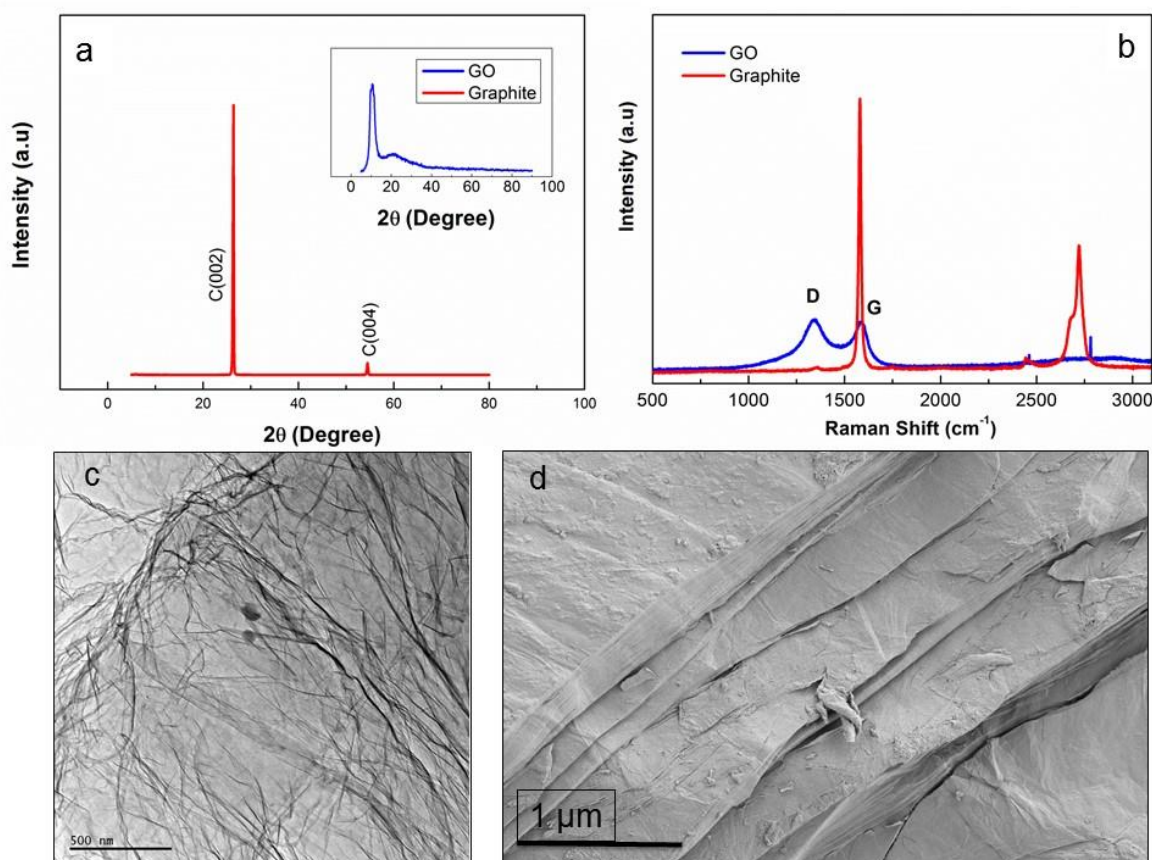 a
GO
Graphite
0 20 40 60 80 100
2θ (Degree)
Intensity (a.u)
C(002)
C(004)
0 20 40 60 80 100
2θ (Degree)
b
GO
Graphite
D
G
Intensity (a.u)
500 1000 1500 2000 2500 3000
Raman Shift (cm⁻¹)
c
500 nm
d
1 µm